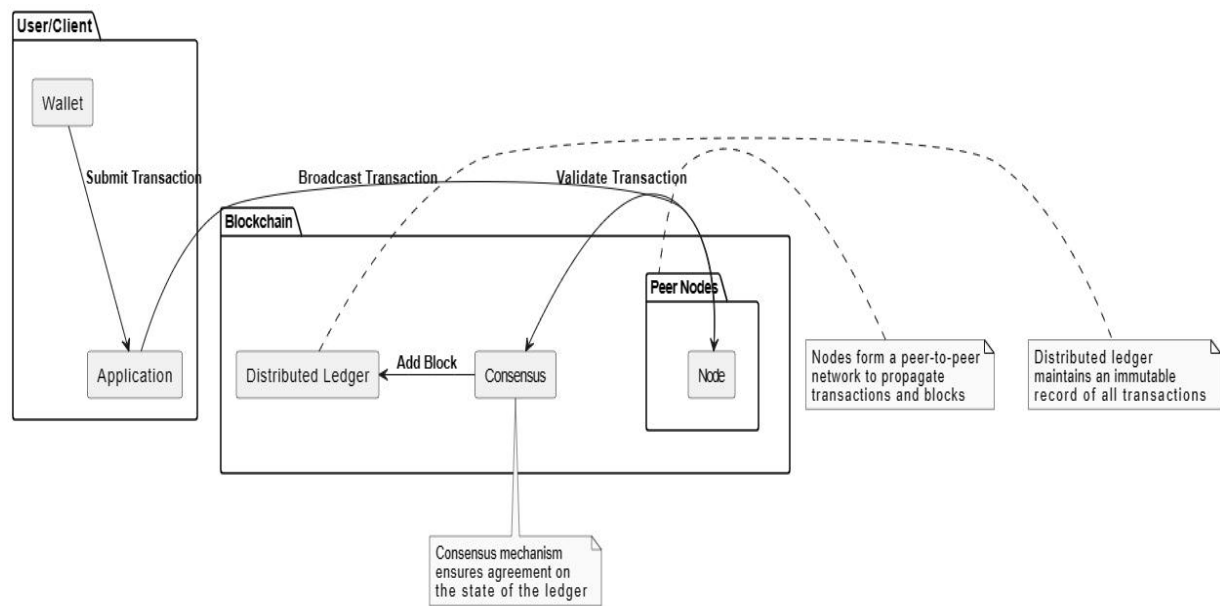 User/Client
Wallet
Submit Transaction
Broadcast Transaction
Validate Transaction
Blockchain
Peer Nodes
Application
Distributed Ledger
Add Block
Consensus
Node
Nodes form a peer-to-peer
network to propagate
transactions and blocks
Distributed ledger
maintains an immutable
record of all transactions
Consensus mechanism
ensures agreement on
the state of the ledger